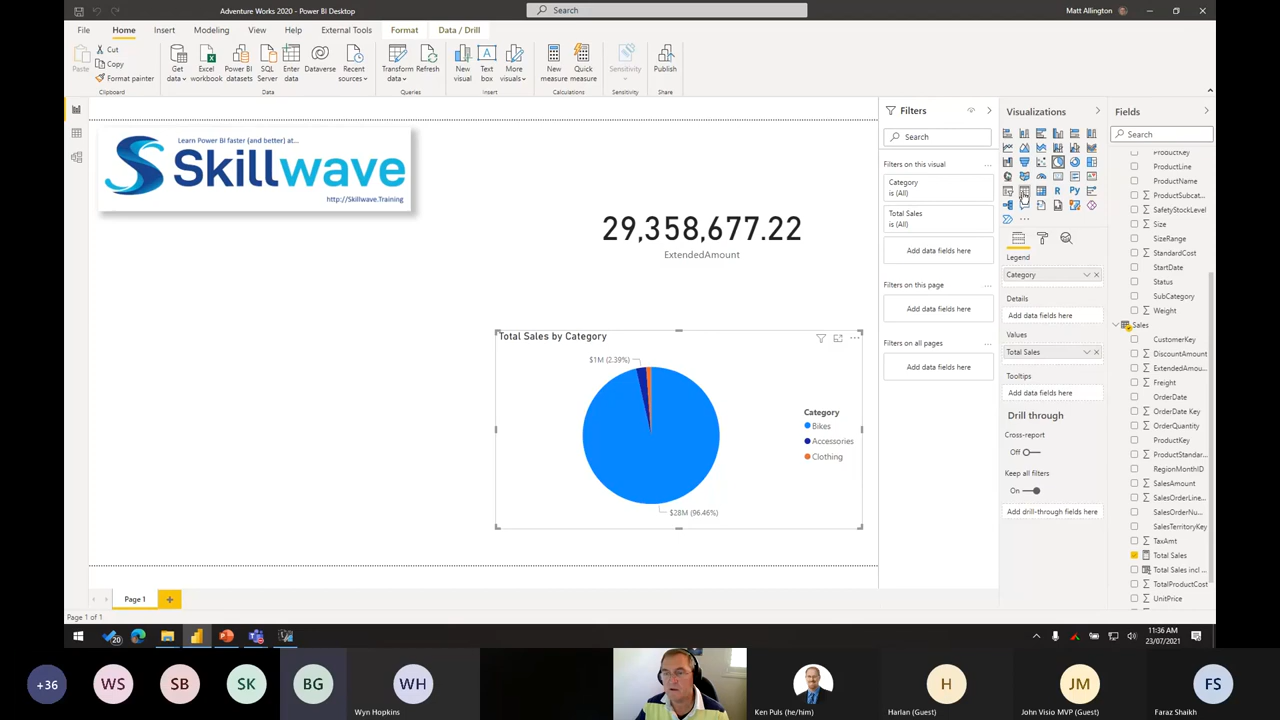 Adventure Works 2020 - Power BI Desktop
Search
Matt Allington
File
Home
Insert
Modeling
View
Help
External Tools
Format
Data / Drill
Paste
Cut
Copy
Format painter
Clipboard
Get data
Excel workbook
Power BI datasets
SQL Server
Enter data
Dataverse
Recent sources
Data
Transform data
Refresh
Queries
New visual
Text box
More visuals
Insert
New measure
Quick measure
Calculations
Sensitivity
Sensitivity
Publish
Share
Learn Power BI faster (and better) at...
Skillwave
http://Skillwave.Training
29,358,677.22
ExtendedAmount
Total Sales by Category
$1M (2.39%)
$28M (96.46%)
Category
Bikes
Accessories
Clothing
Filters
Search
Filters on this visual
Category
is (All)
Total Sales
is (All)
Add data fields here
Filters on this page
Add data fields here
Filters on all pages
Add data fields here
Visualizations
R
Py
Legend
Category
Details
Add data fields here
Values
Total Sales
Tooltips
Add data fields here
Drill through
Cross-report
Off
Keep all filters
On
Add drill-through fields here
Fields
Search
ProductKey
ProductLine
ProductName
ProductSubcat...
SafetyStockLevel
Size
SizeRange
StandardCost
StartDate
Status
SubCategory
Weight
Sales
CustomerKey
DiscountAmount
ExtendedAmou...
Freight
OrderDate
OrderDate Key
OrderQuantity
ProductKey
ProductStandar...
RegionMonthID
SalesAmount
SalesOrderLine...
SalesOrderNu...
SalesTerritoryKey
TaxAmt
Total Sales
Total Sales incl ...
TotalProductCost
UnitPrice
Page 1
Page 1 of 1
20
11:36 AM
23/07/2021
+36
WS
SB
SK
BG
WH
Wyn Hopkins
Ken Puls (he/him)
H
Harlan (Guest)
JM
John Visio MVP (Guest)
FS
Faraz Shaikh